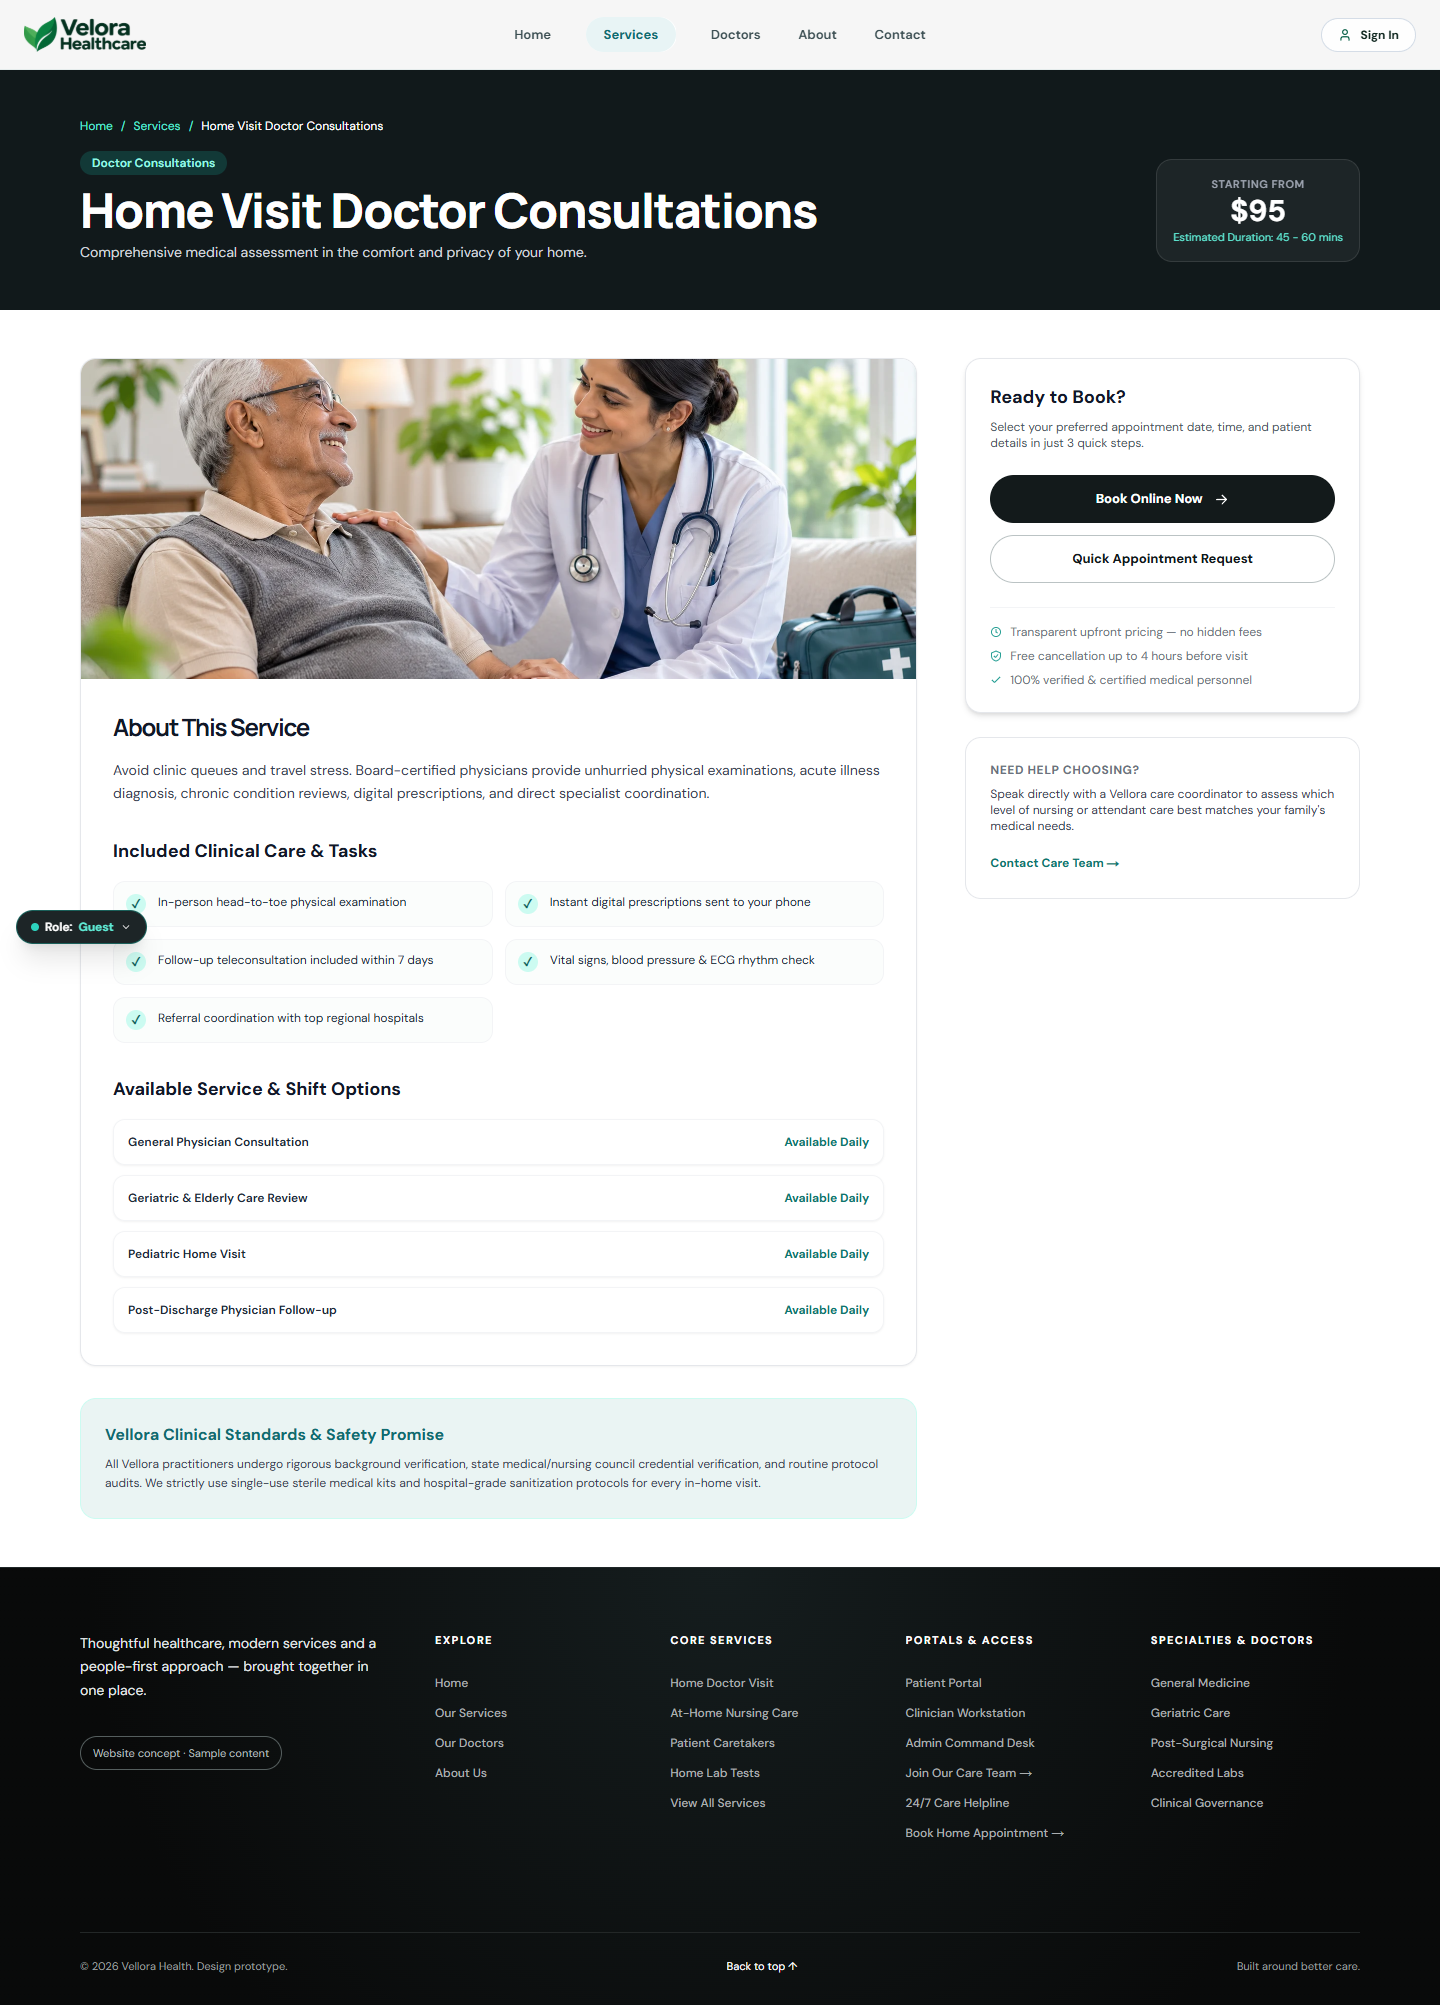 Velora
Healthcare
Home
Services
Doctors
About
Contact
Sign In
Home / Services / Home Visit Doctor Consultations
Doctor Consultations
Home Visit Doctor Consultations
Comprehensive medical assessment in the comfort and privacy of your home.
STARTING FROM
$95
Estimated Duration: 45 - 60 mins
About This Service
Avoid clinic queues and travel stress. Board-certified physicians provide unhurried physical examinations, acute illness
diagnosis, chronic condition reviews, digital prescriptions, and direct specialist coordination.
Included Clinical Care & Tasks
In-person head-to-toe physical examination
Instant digital prescriptions sent to your phone
Role: Guest
Follow-up teleconsultation included within 7 days
Vital signs, blood pressure & ECG rhythm check
Referral coordination with top regional hospitals
Available Service & Shift Options
General Physician Consultation
Available Daily
Geriatric & Elderly Care Review
Available Daily
Pediatric Home Visit
Available Daily
Post-Discharge Physician Follow-up
Available Daily
Vellora Clinical Standards & Safety Promise
All Vellora practitioners undergo rigorous background verification, state medical/nursing council credential verification, and routine protocol
audits. We strictly use single-use sterile medical kits and hospital-grade sanitization protocols for every in-home visit.
Ready to Book?
Select your preferred appointment date, time, and patient
details in just 3 quick steps.
Book Online Now →
Quick Appointment Request
Transparent upfront pricing — no hidden fees
Free cancellation up to 4 hours before visit
100% verified & certified medical personnel
NEED HELP CHOOSING?
Speak directly with a Vellora care coordinator to assess which
level of nursing or attendant care best matches your family's
medical needs.
Contact Care Team →
Thoughtful healthcare, modern services and a
people-first approach — brought together in
one place.
Website concept · Sample content
EXPLORE
Home
Our Services
Our Doctors
About Us
CORE SERVICES
Home Doctor Visit
At-Home Nursing Care
Patient Caretakers
Home Lab Tests
View All Services
PORTALS & ACCESS
Patient Portal
Clinician Workstation
Admin Command Desk
Join Our Care Team →
24/7 Care Helpline
Book Home Appointment →
SPECIALTIES & DOCTORS
General Medicine
Geriatric Care
Post-Surgical Nursing
Accredited Labs
Clinical Governance
© 2026 Vellora Health. Design prototype.
Back to top ↑
Built around better care.